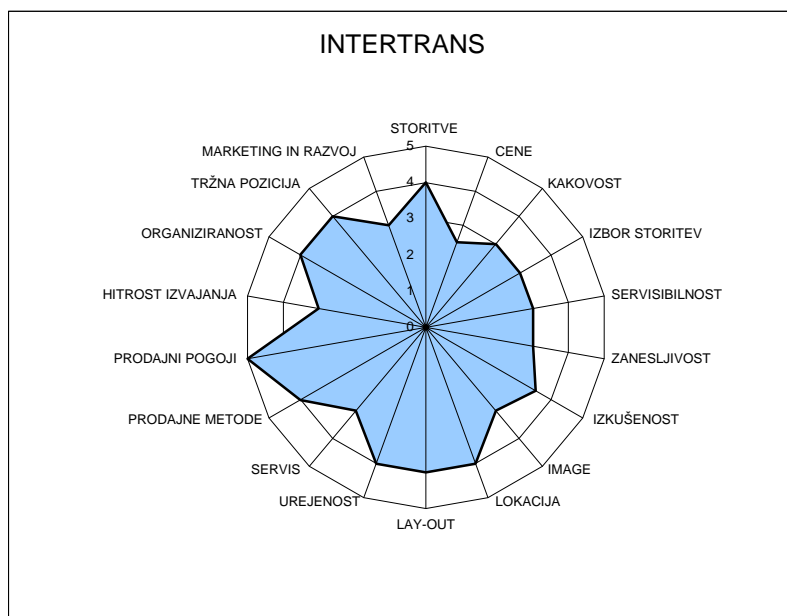 INTERTRANS
STORITVE
CENE
KAKOVOST
IZBOR STORITEV
SERVISIBILNOST
ZANESLJIVOST
IZKUŠENOST
IMAGE
LOKACIJA
LAY-OUT
UREJENOST
SERVIS
PRODAJNE METODE
PRODAJNI POGOJI
HITROST IZVAJANJA
ORGANIZIRANOST
TRŽNA POZICIJA
MARKETING IN RAZVOJ
5
4
3
2
1
0